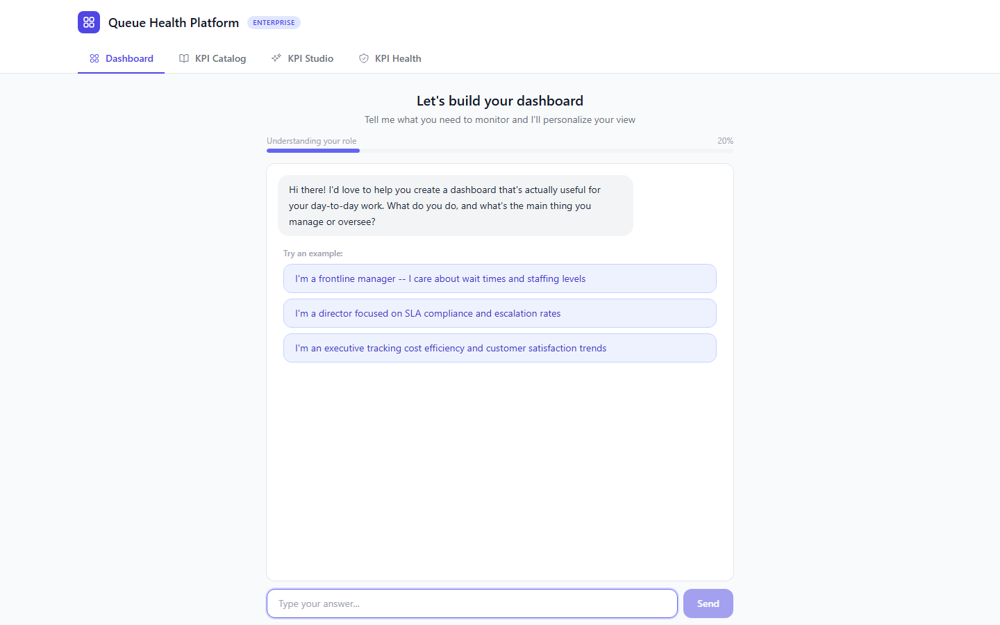 Queue Health Platform
ENTERPRISE
Dashboard
KPI Catalog
KPI Studio
KPI Health
Let's build your dashboard
Tell me what you need to monitor and I'll personalize your view
Understanding your role
20%
Hi there! I'd love to help you create a dashboard that's actually useful for
your day-to-day work. What do you do, and what's the main thing you
manage or oversee?
Try an example:
I'm a frontline manager -- I care about wait times and staffing levels
I'm a director focused on SLA compliance and escalation rates
I'm an executive tracking cost efficiency and customer satisfaction trends
Type your answer...
Send